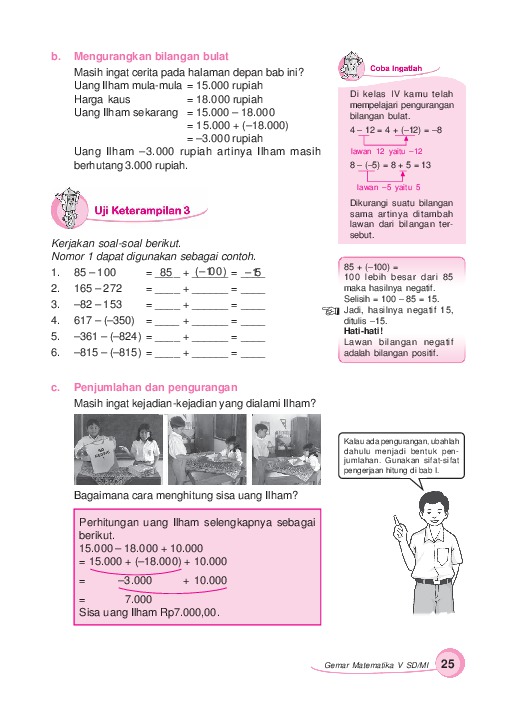 b. Mengurangkan bilangan bulat
Masih ingat cerita pada halaman depan bab ini?
Uang Ilham mula-mula = 15.000 rupiah
Harga kaus = 18.000 rupiah
Uang Ilham sekarang = 15.000 – 18.000
= 15.000 + (–18.000)
= –3.000 rupiah
Uang Ilham –3.000 rupiah artinya Ilham masih
berhutang 3.000 rupiah.
Coba Ingatlah
Di kelas IV kamu telah
mempelajari pengurangan
bilangan bulat.
4 – 12 = 4 + (–12) = –8
lawan 12 yaitu –12
8 – (–5) = 8 + 5 = 13
lawan –5 yaitu 5
Dikurangi suatu bilangan
sama artinya ditambah
lawan dari bilangan ter-
sebut.
Uji Keterampilan 3
Kerjakan soal-soal berikut.
Nomor 1 dapat digunakan sebagai contoh.
1. 85 – 100 = 85 + (–100) = –15
2. 165 – 272 = ____ + ______ = ____
3. –82 – 153 = ____ + ______ = ____
4. 617 – (–350) = ____ + ______ = ____
5. –361 – (–824) = ____ + ______ = ____
6. –815 – (–815) = ____ + ______ = ____
85 + (–100) =
100 lebih besar dari 85
maka hasilnya negatif.
Selisih = 100 – 85 = 15.
Jadi, hasilnya negatif 15,
ditulis –15.
Hati-hati!
Lawan bilangan negatif
adalah bilangan positif.
c. Penjumlahan dan pengurangan
Masih ingat kejadian-kejadian yang dialami Ilham?
Bagaimana cara menghitung sisa uang Ilham?
Kalau ada pengurangan, ubahlah
dahulu menjadi bentuk pen-
jumlahan. Gunakan sifat-sifat
pengerjaan hitung di bab I.
Perhitungan uang Ilham selengkapnya sebagai
berikut.
15.000 – 18.000 + 10.000
= 15.000 + (–18.000) + 10.000
= –3.000 + 10.000
= 7.000
Sisa uang Ilham Rp7.000,00.
Gemar Matematika V SD/MI 25